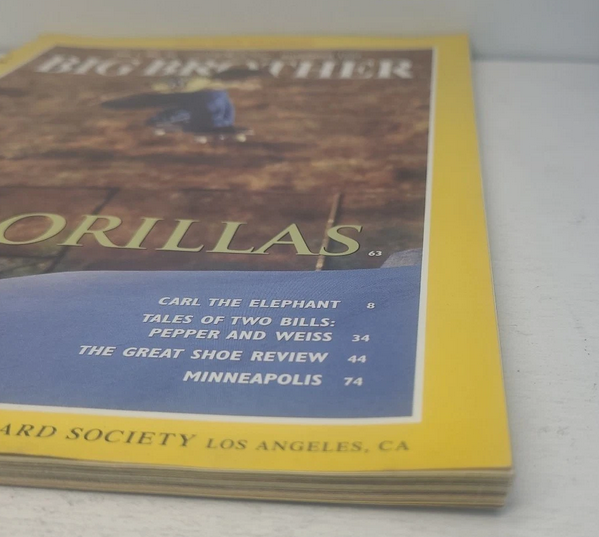 BIG BROTHER
ORILLAS 63
CARL THE ELEPHANT 8
TALES OF TWO BILLS:
PEPPER AND WEISS 34
THE GREAT SHOE REVIEW 44
MINNEAPOLIS 74
ARD SOCIETY LOS ANGELES, CA